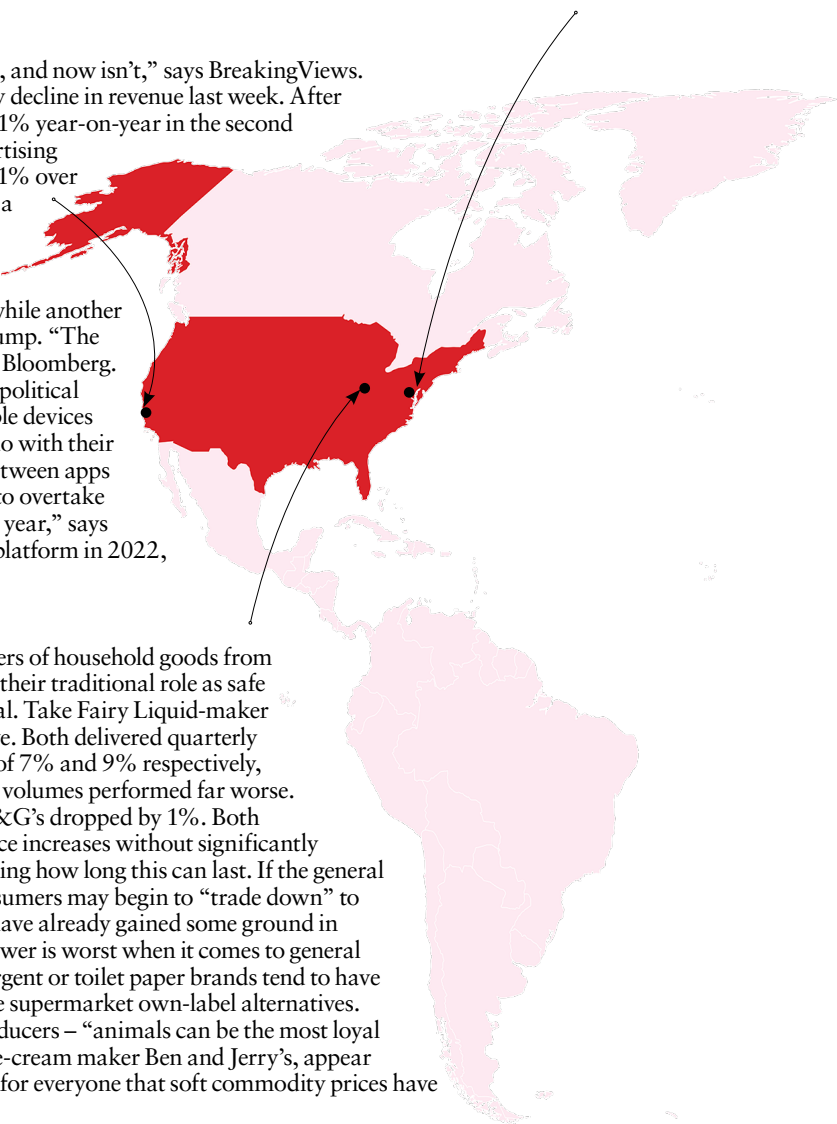 , and now isn’t,” says BreakingViews.
decline in revenue last week. After
1% year-on-year in the second
rtising
1% over
a
while another
ump. “The
Bloomberg.
political
le devices
o with their
tween apps
to overtake
year,” says
platform in 2022,
ers of household goods from
their traditional role as safe
al. Take Fairy Liquid-maker
e. Both delivered quarterly
of 7% and 9% respectively,
volumes performed far worse.
&G’s dropped by 1%. Both
ce increases without significantly
ing how long this can last. If the general
sumers may begin to “trade down” to
have already gained some ground in
wer is worst when it comes to general
rgent or toilet paper brands tend to have
e supermarket own-label alternatives.
ducers – “animals can be the most loyal
e-cream maker Ben and Jerry’s, appear
for everyone that soft commodity prices have